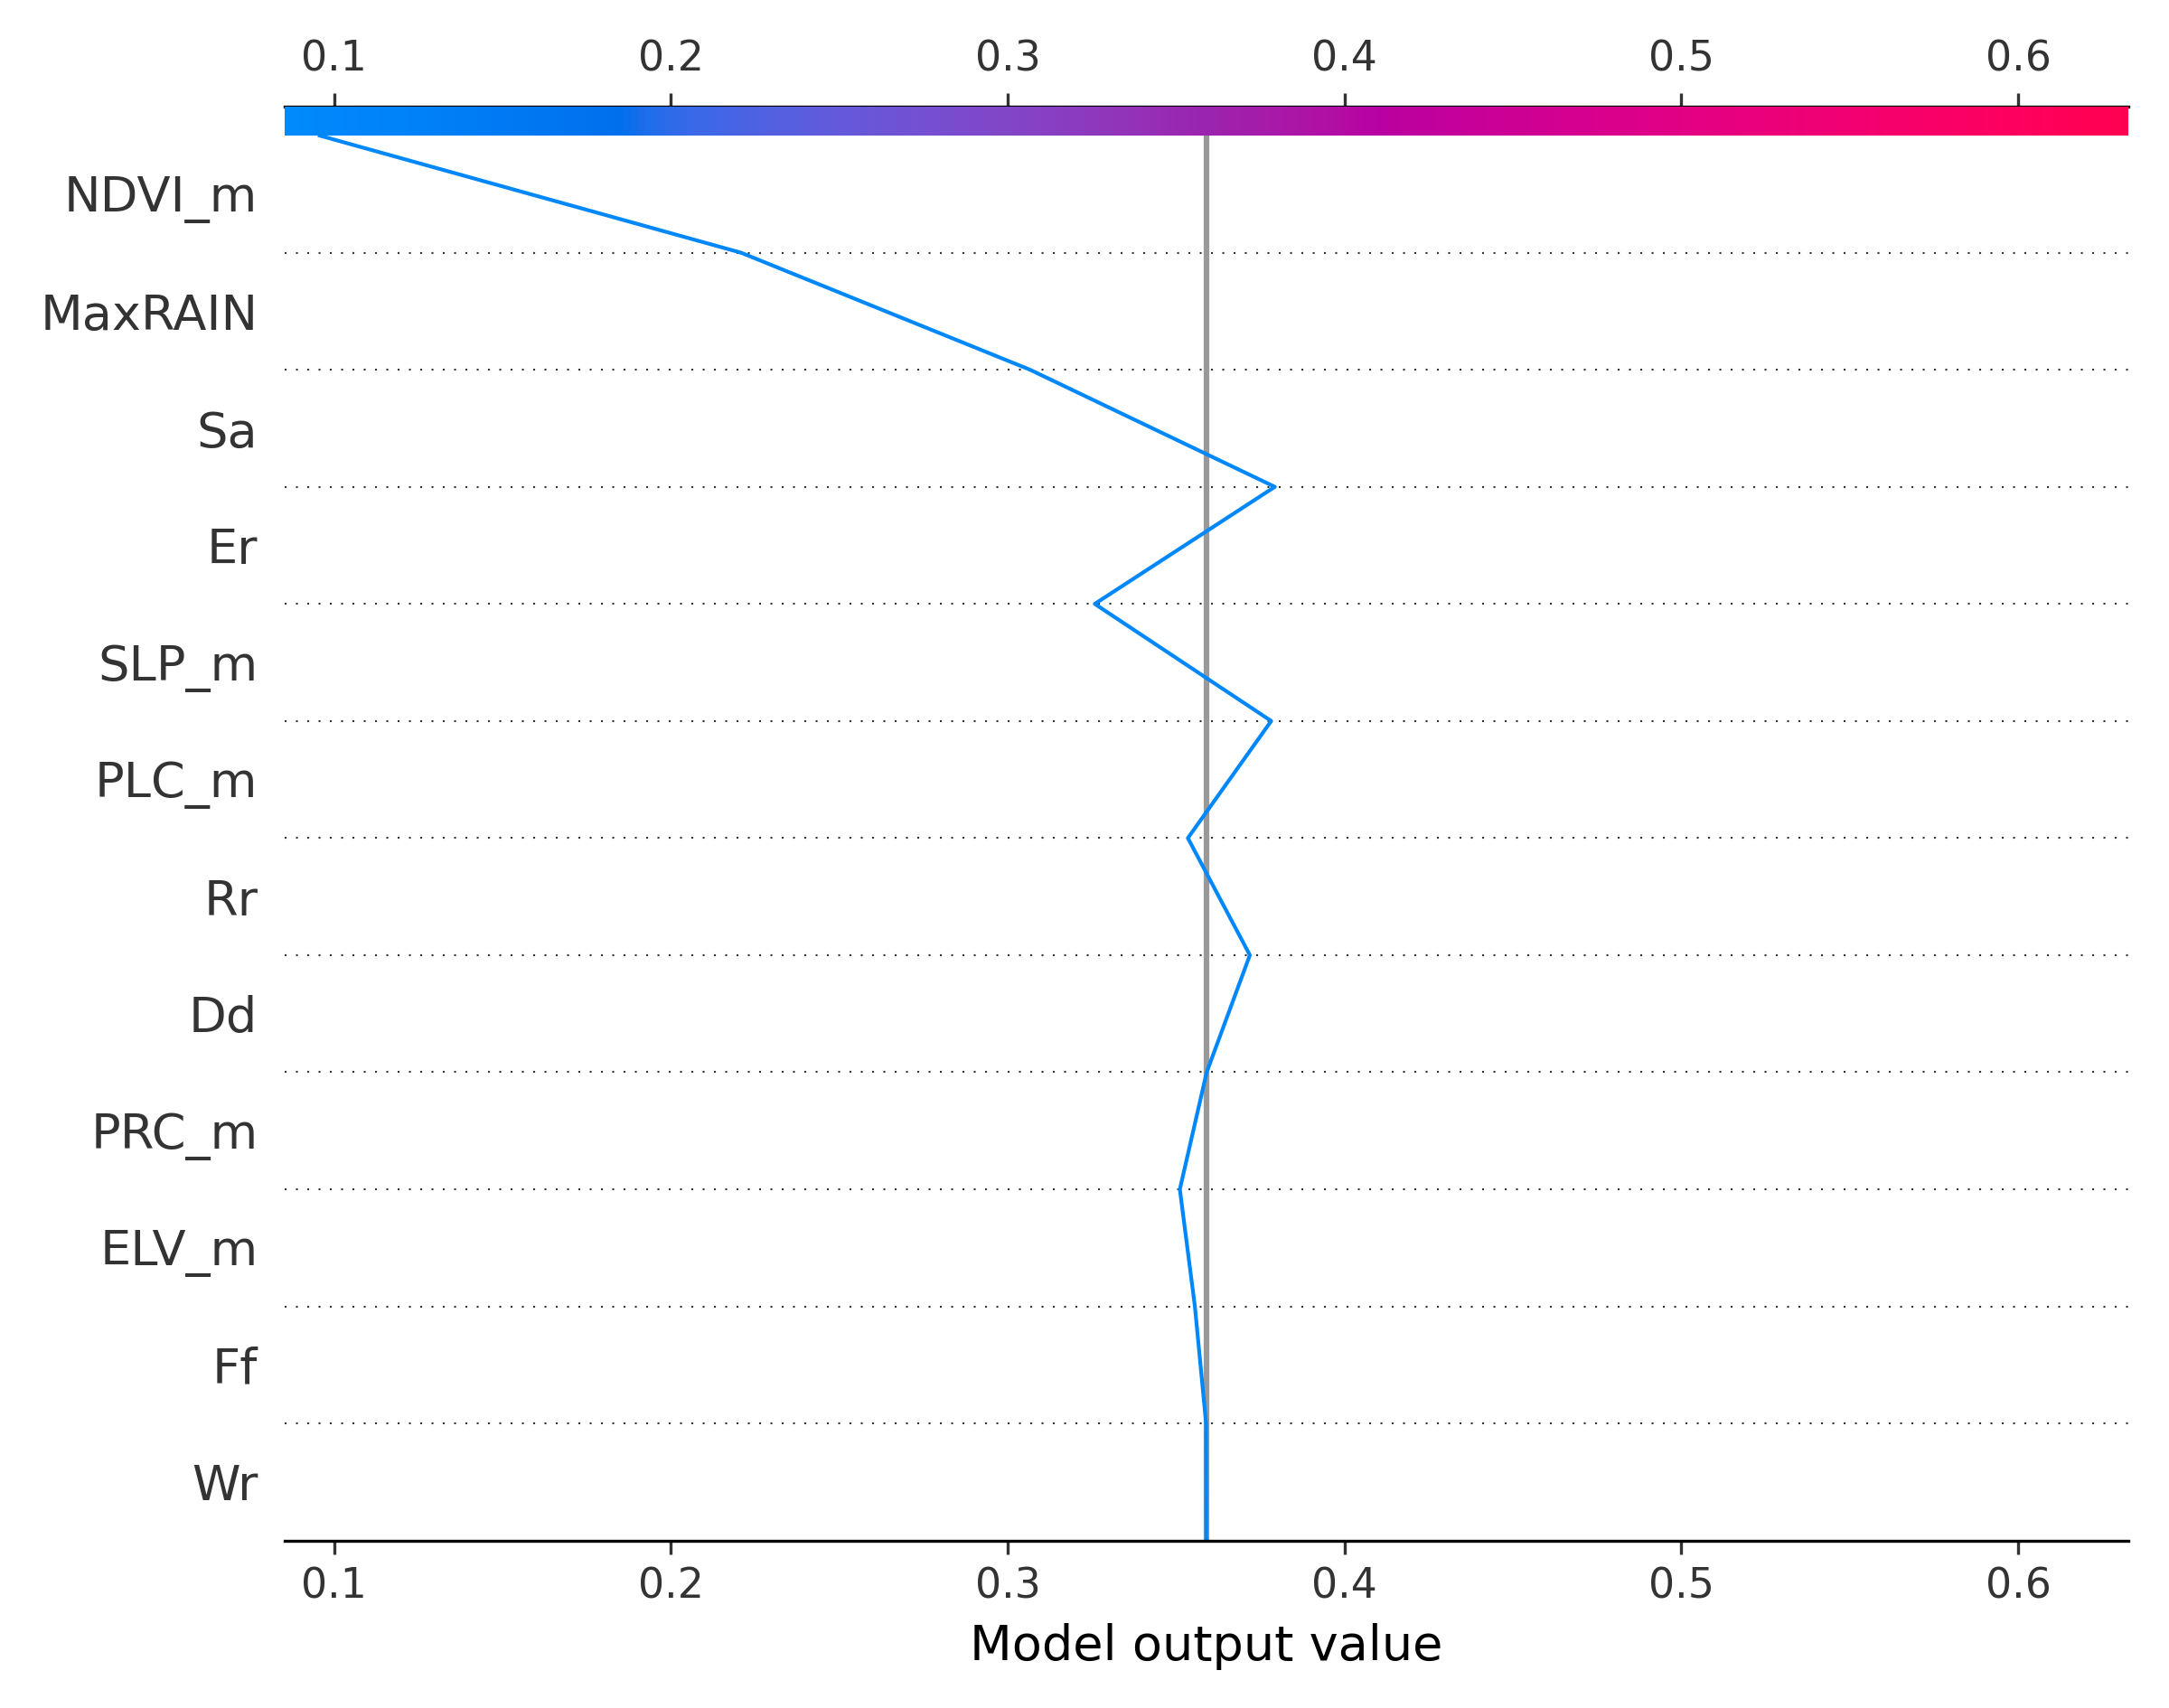 0.1 0.2 0.3 0.4 0.5 0.6
NDVI_m
MaxRAIN
Sa
Er
SLP_m
PLC_m
Rr
Dd
PRC_m
ELV_m
Ff
Wr
0.1 0.2 0.3 0.4 0.5 0.6
Model output value